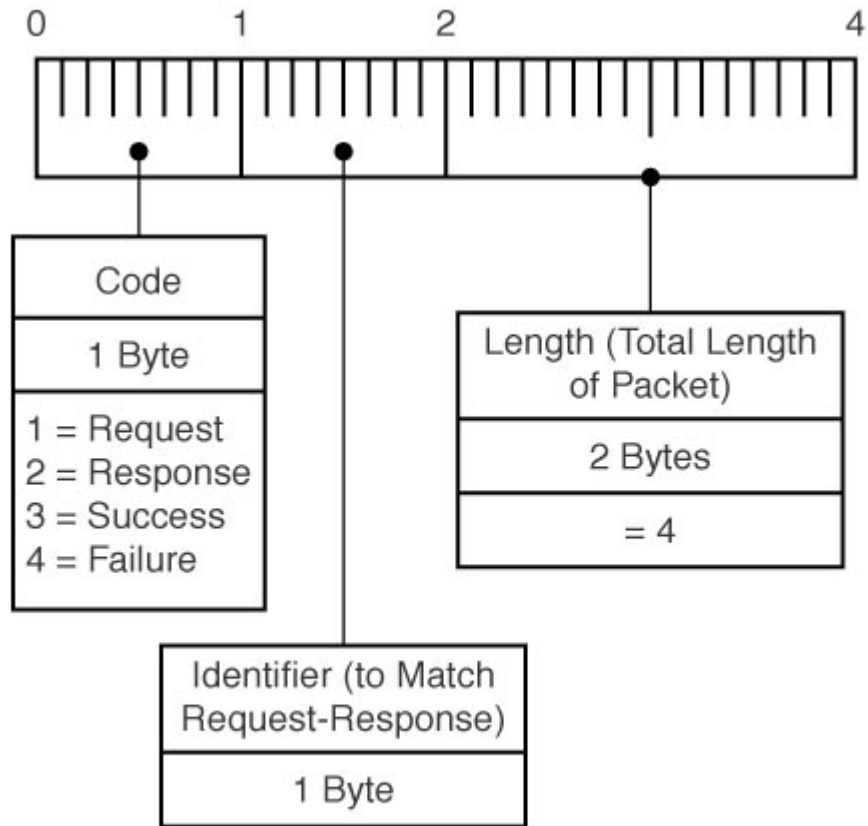 0 1 2 4
Code
1 Byte
1 = Request
2 = Response
3 = Success
4 = Failure
Identifier (to Match
Request-Response)
1 Byte
Length (Total Length
of Packet)
2 Bytes
= 4